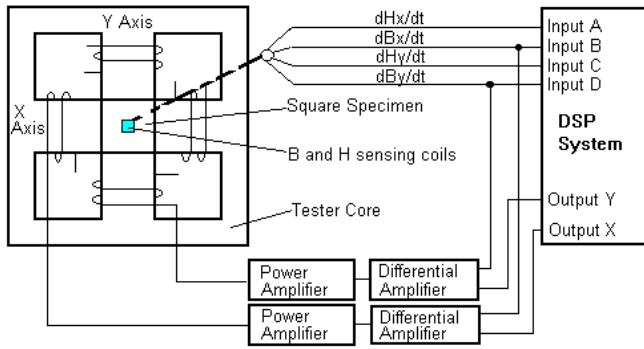 Y Axis
X
Axis
dHx/dt
dBx/dt
dHy/dt
dBy/dt
Input A
Input B
Input C
Input D
DSP
System
Square Specimen
B and H sensing coils
Tester Core
Output Y
Output X
Power
Amplifier
Differential
Amplifier
Power
Amplifier
Differential
Amplifier